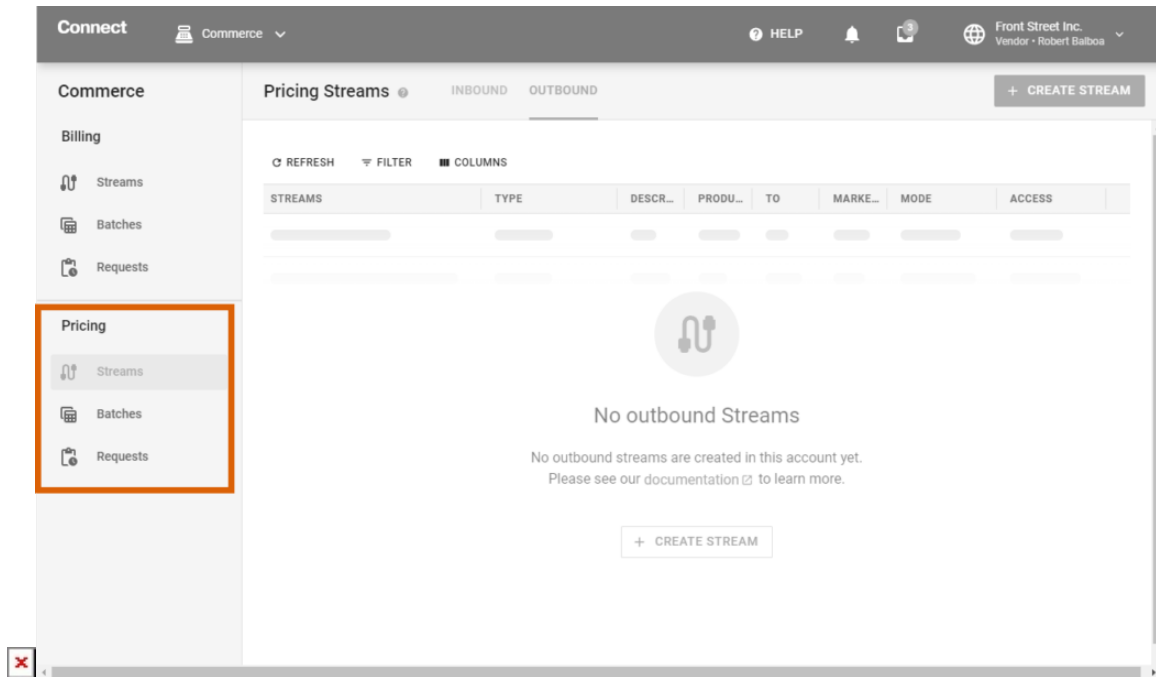 Connect
Commerce
HELP
3
Front Street Inc.
Vendor • Robert Balboa
Commerce
Billing
Streams
Batches
Requests
Pricing
Streams
Batches
Requests
Pricing Streams
INBOUND
OUTBOUND
+ CREATE STREAM
REFRESH
FILTER
COLUMNS
STREAMS TYPE DESCR... PRODU... TO MARKE... MODE ACCESS
No outbound Streams
No outbound streams are created in this account yet.
Please see our documentation to learn more.
+ CREATE STREAM